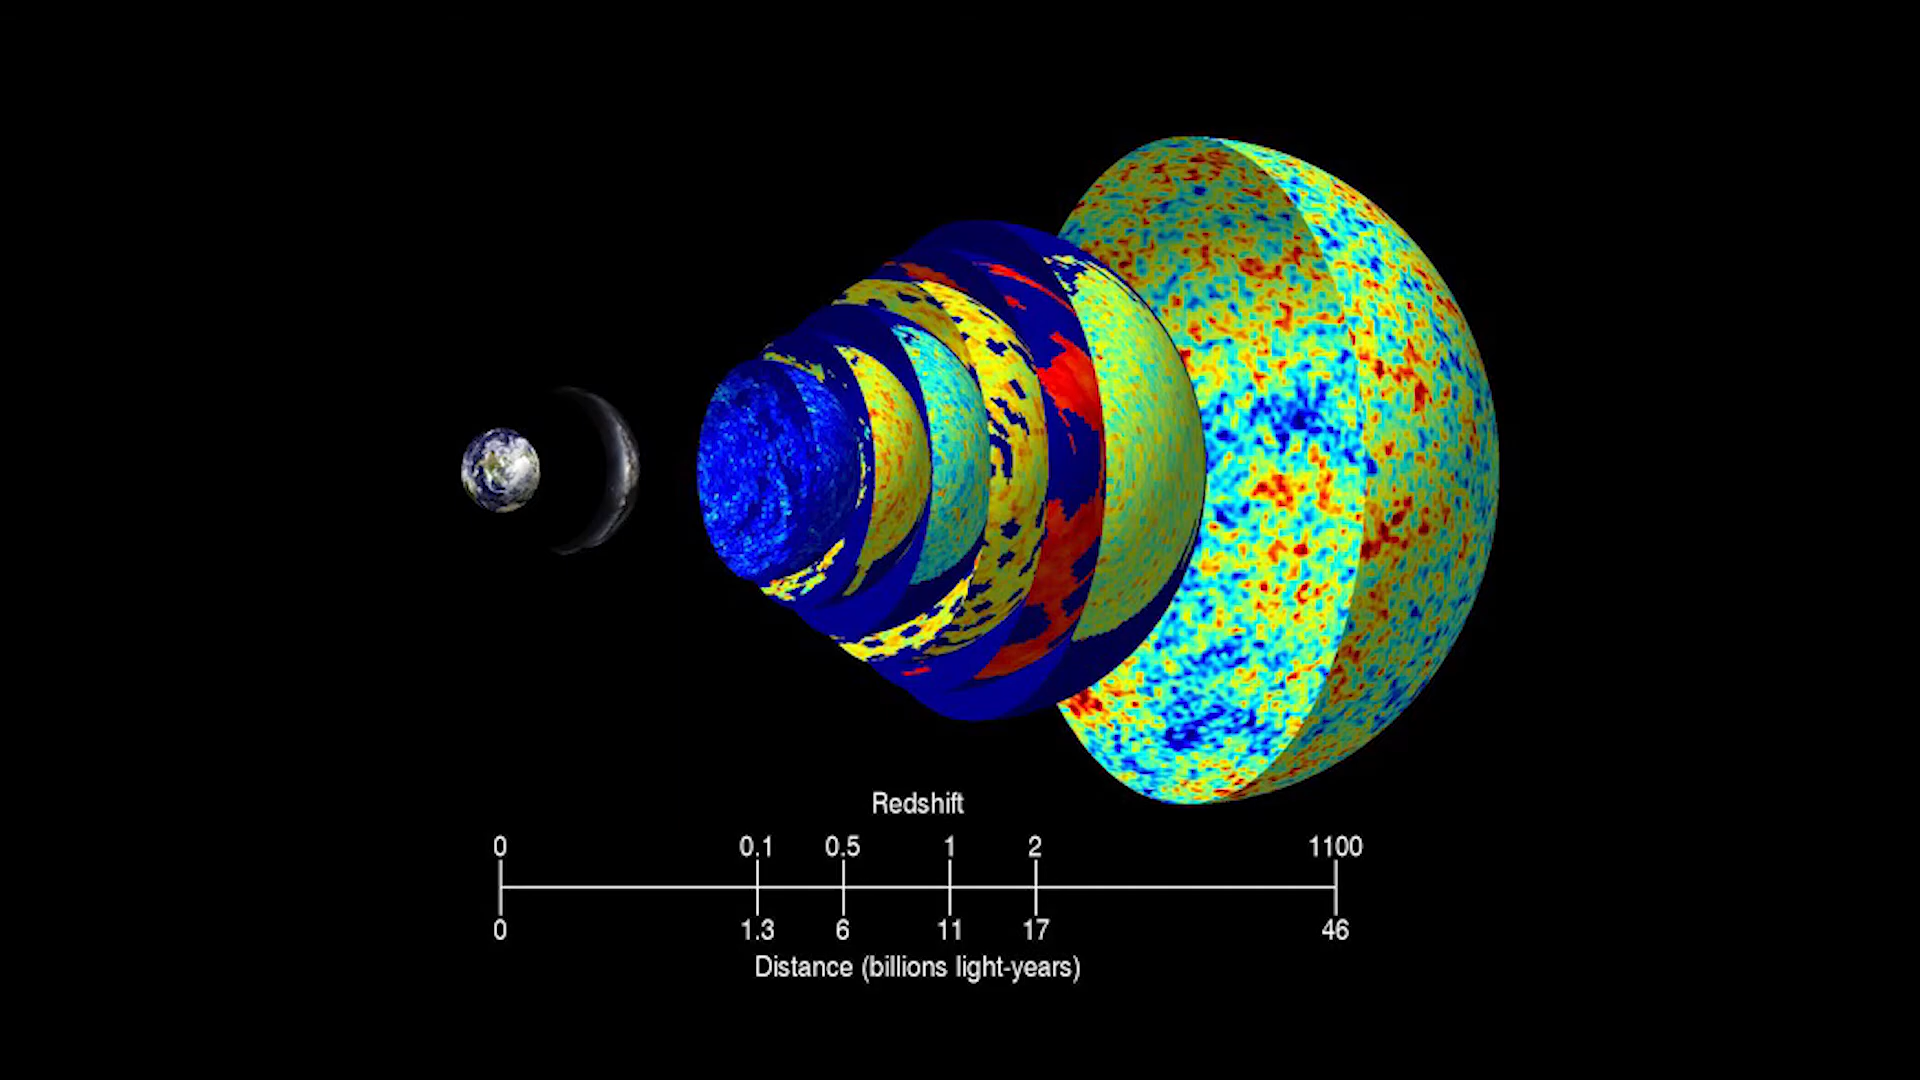 Redshift
0 0.1 0.5 1 2 1100
0 1.3 6 11 17 46
Distance (billions light-years)